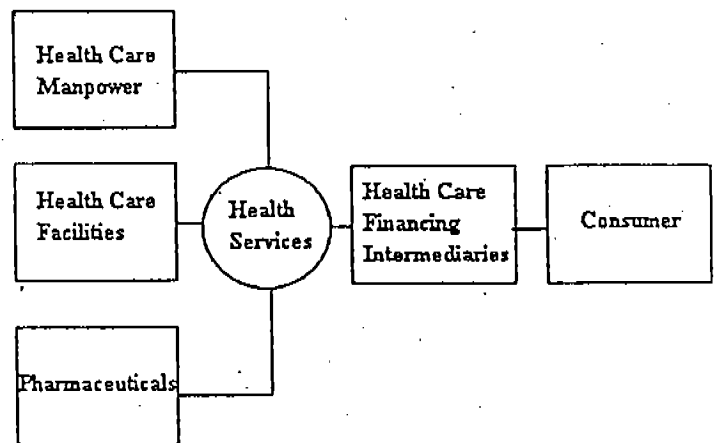 Health Care
Manpower
Health Care
Facilities
Pharmaceuticals
Health
Services
Health Care
Financing
Intermediaries
Consumer